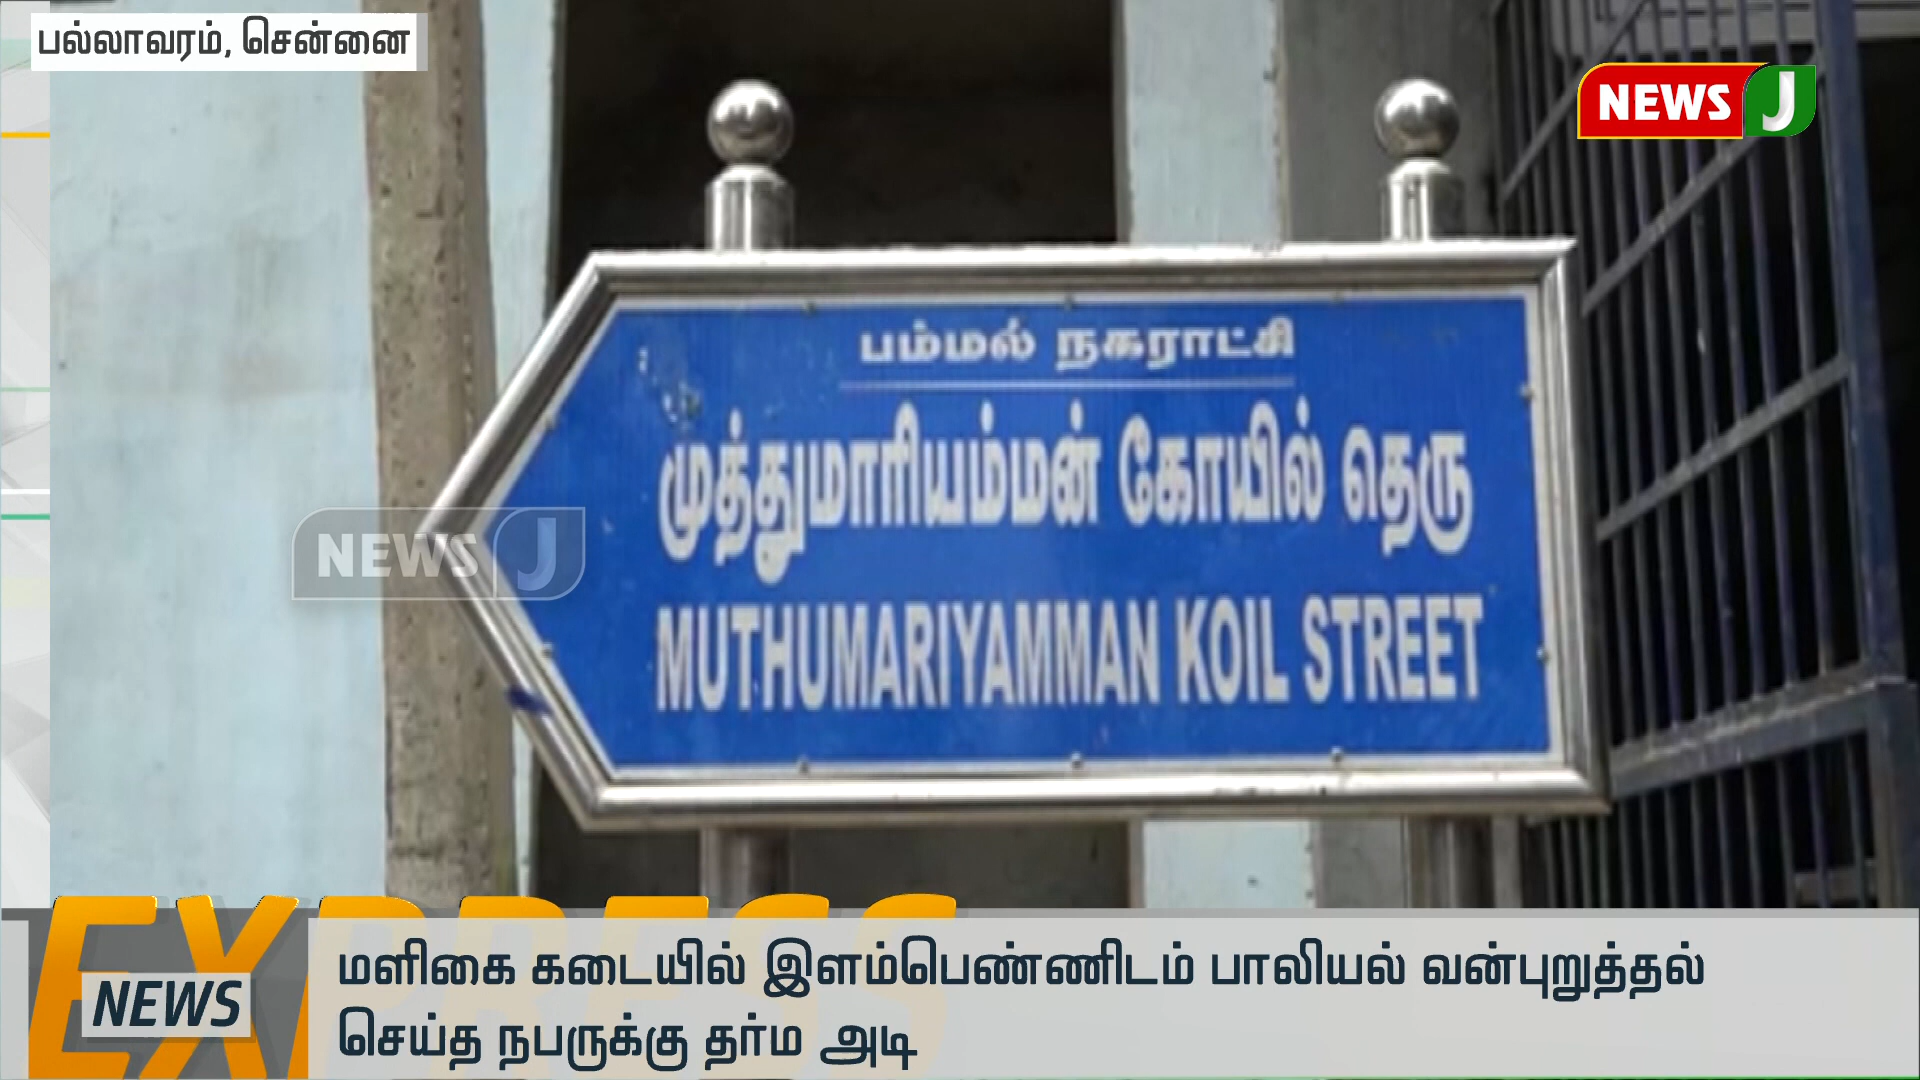 பல்லாவரம், சென்னை
NEWS J
பம்மல் நகராட்சி
முத்துமாரியம்மன் கோயில் தெரு
NEWS J
MUTHUMARIYAMMAN KOIL STREET
EXPRESS
NEWS
மளிகை கடையில் இளம்பெண்ணிடம் பாலியல் வன்புறுத்தல்
செய்த நபருக்கு தர்ம அடி